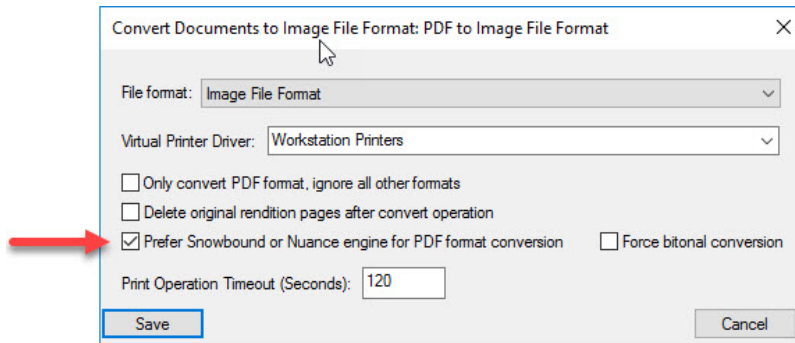 Convert Documents to Image File Format: PDF to Image File Format
File format: Image File Format
Virtual Printer Driver: Workstation Printers
Only convert PDF format, ignore all other formats
Delete original rendition pages after convert operation
Prefer Snowbound or Nuance engine for PDF format conversion Force bitonal conversion
Print Operation Timeout (Seconds): 120
Save Cancel